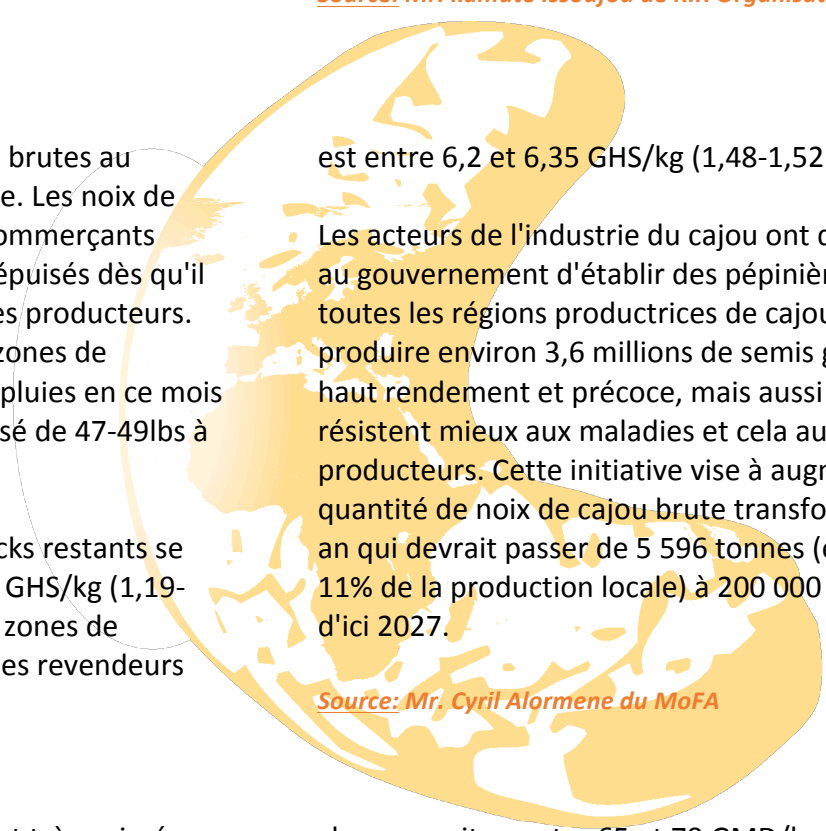 brutes au
e. Les noix de
ommerçants
épuisés dès qu'il
es producteurs.
zones de
pluies en ce mois
sé de 47-49lbs à
cks restants se
GHS/kg (1,19-
zones de
es revendeurs
est entre 6,2 et 6,35 GHS/kg (1,48-1,52
Les acteurs de l'industrie du cajou ont d
au gouvernement d'établir des pépinièr
toutes les régions productrices de cajou
produire environ 3,6 millions de semis g
haut rendement et précoce, mais aussi
résistent mieux aux maladies et cela au
producteurs. Cette initiative vise à augm
quantité de noix de cajou brute transfo
an qui devrait passer de 5 596 tonnes (e
11% de la production locale) à 200 000
d'ici 2027.
Source: Mr. Cyril Alormene du MoFA